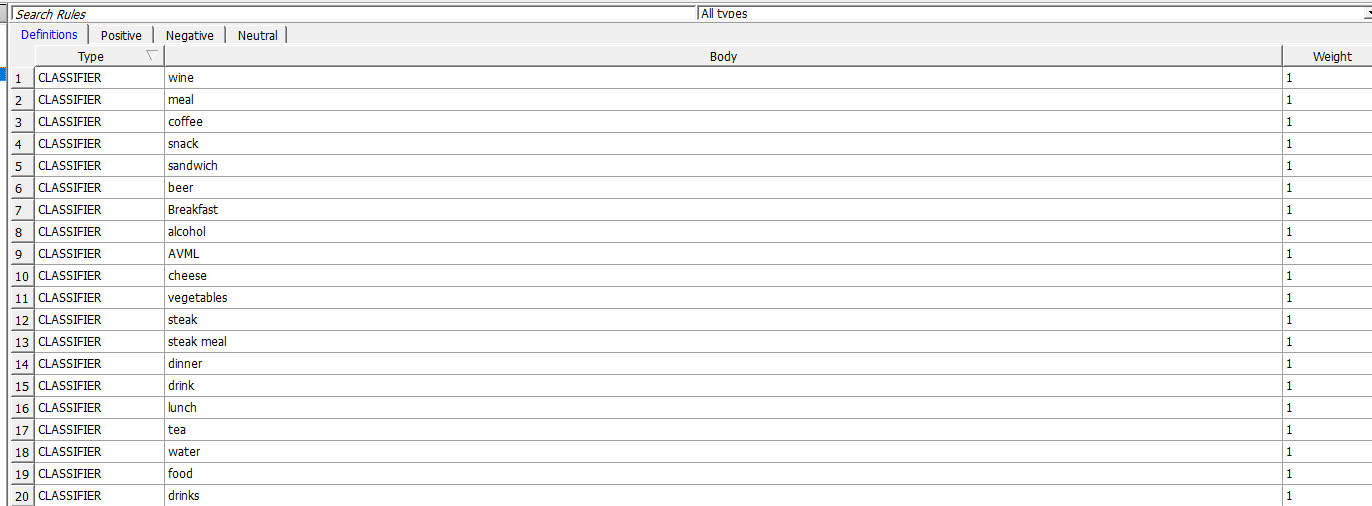 Search Rules All types
Definitions Positive Negative Neutral
Type Body Weight
1 CLASSIFIER wine 1
2 CLASSIFIER meal 1
3 CLASSIFIER coffee 1
4 CLASSIFIER snack 1
5 CLASSIFIER sandwich 1
6 CLASSIFIER beer 1
7 CLASSIFIER Breakfast 1
8 CLASSIFIER alcohol 1
9 CLASSIFIER AVML 1
10 CLASSIFIER cheese 1
11 CLASSIFIER vegetables 1
12 CLASSIFIER steak 1
13 CLASSIFIER steak meal 1
14 CLASSIFIER dinner 1
15 CLASSIFIER drink 1
16 CLASSIFIER lunch 1
17 CLASSIFIER tea 1
18 CLASSIFIER water 1
19 CLASSIFIER food 1
20 CLASSIFIER drinks 1